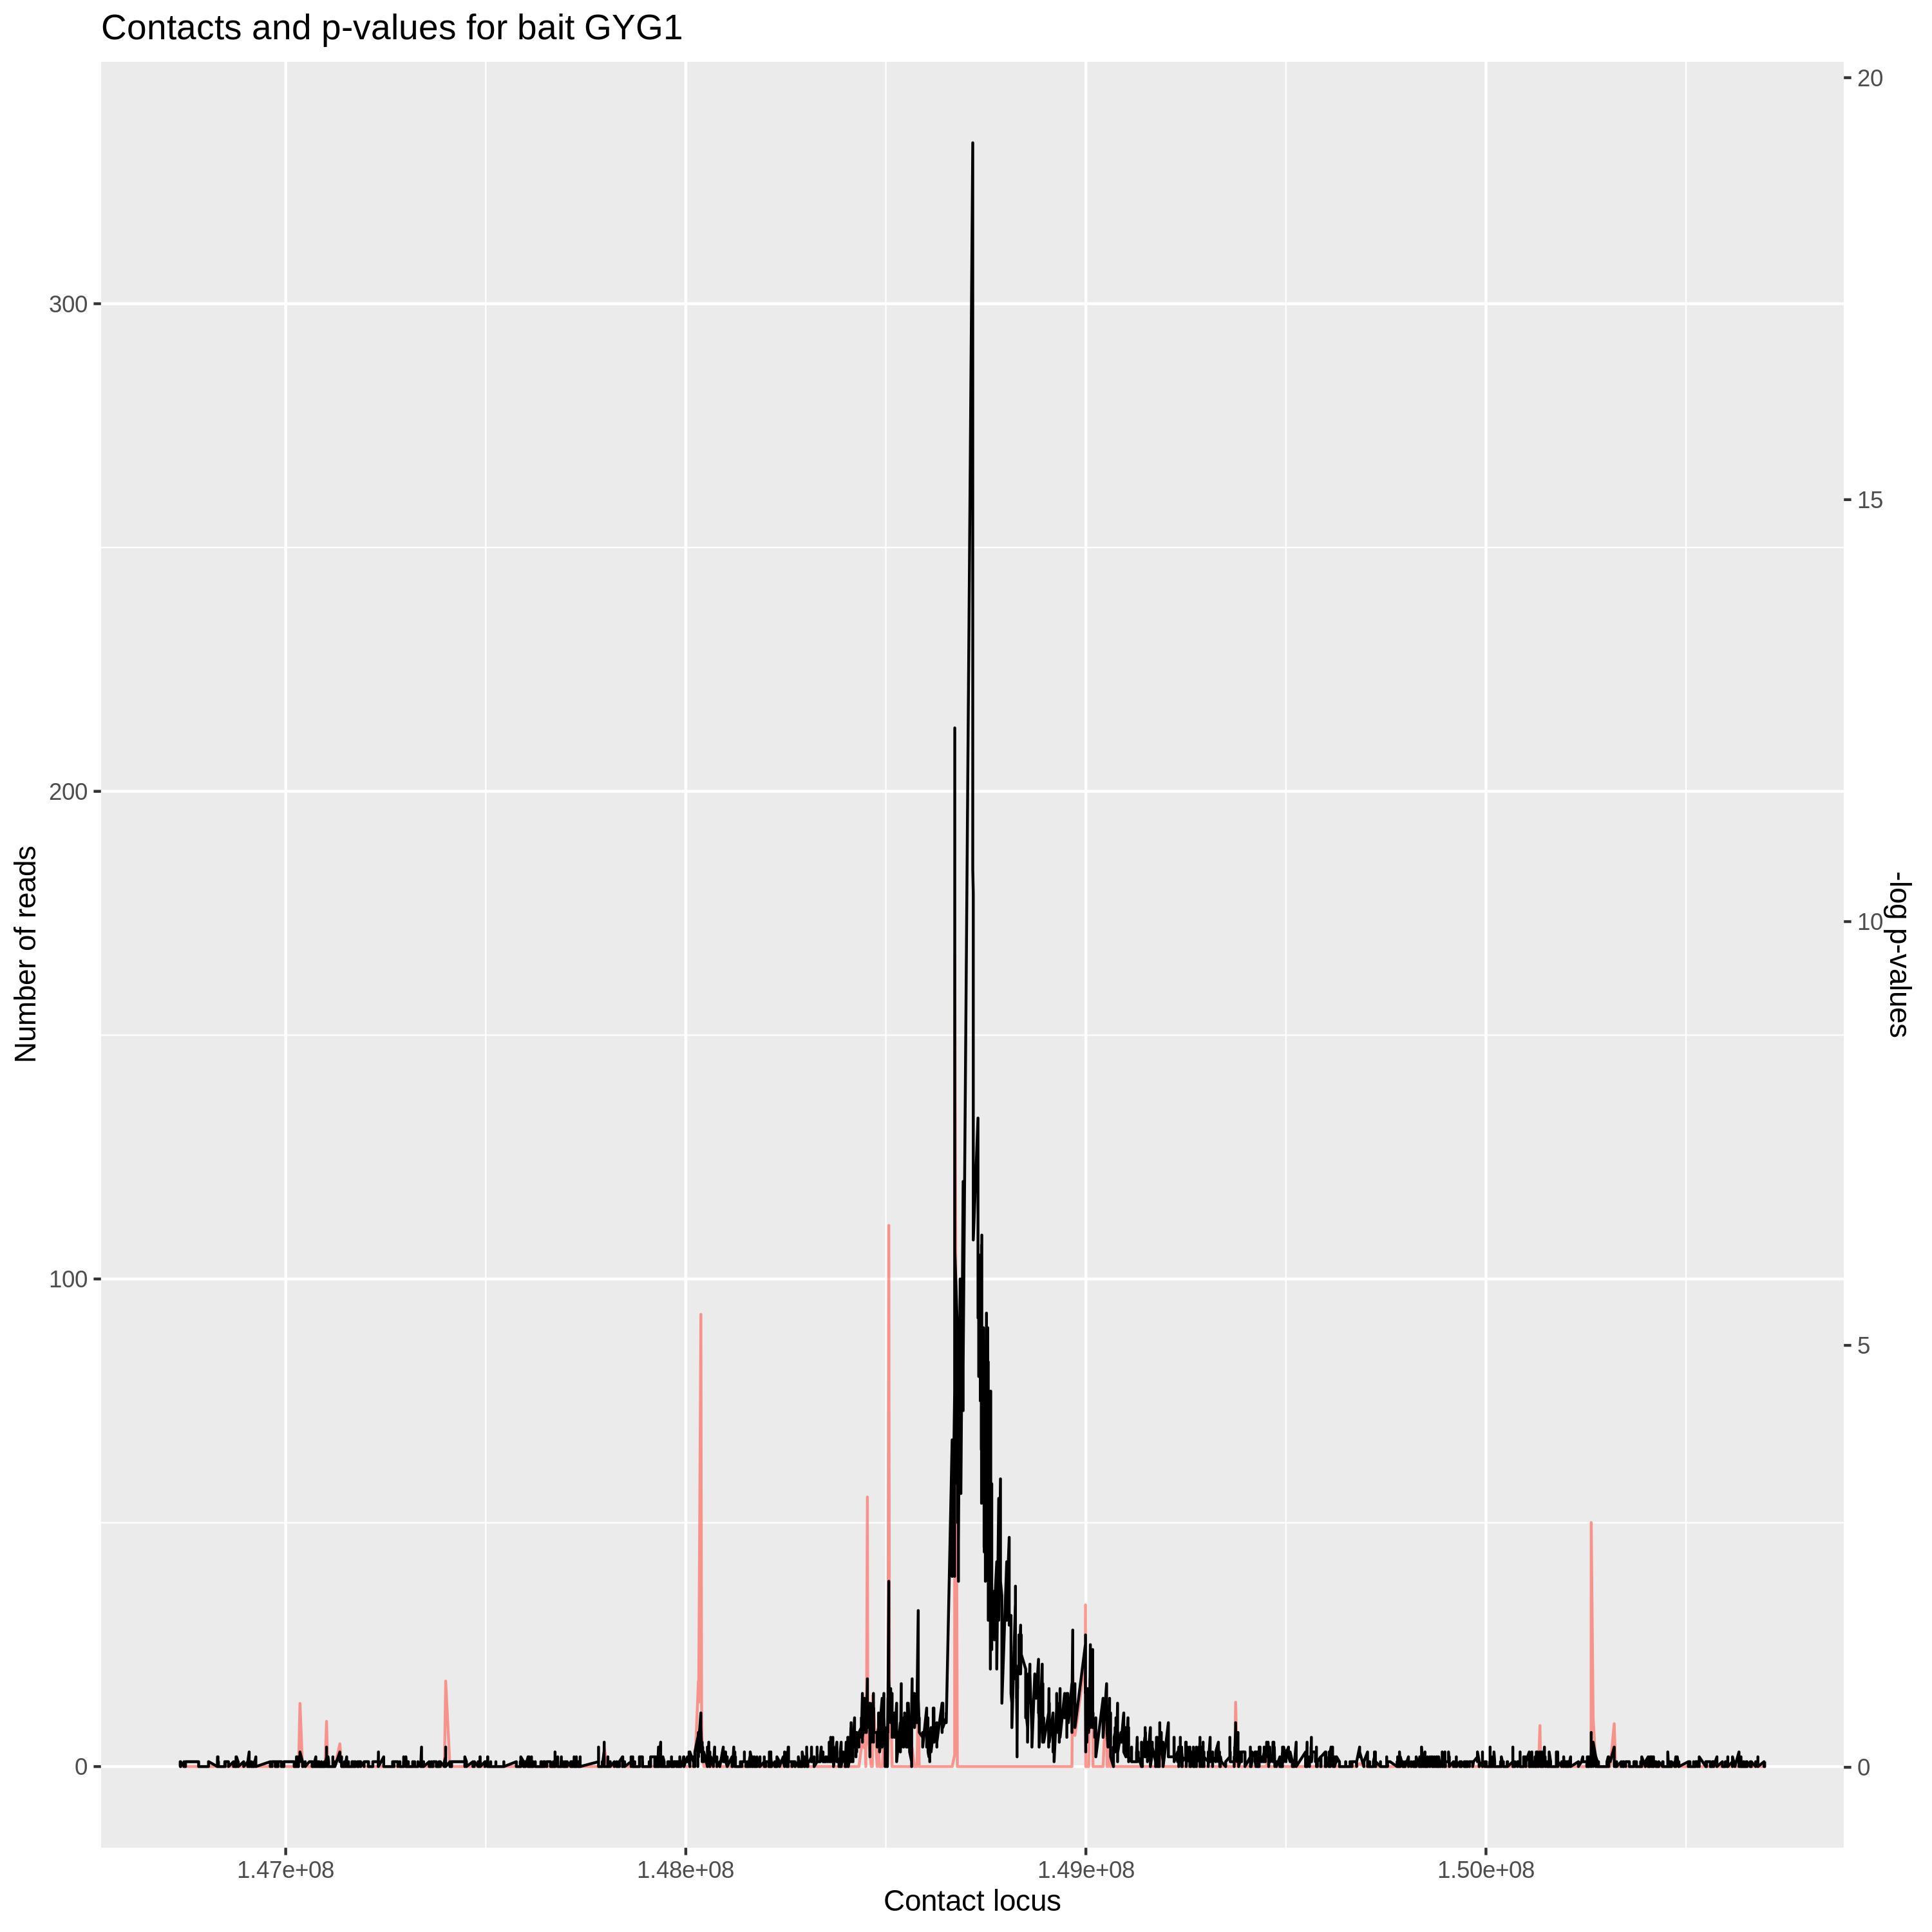 Contacts and p-values for bait GYG1
Number of reads
300
200
100
0
20
15
10
5
0
-log p-values
1.47e+08
1.48e+08
1.49e+08
1.50e+08
Contact locus